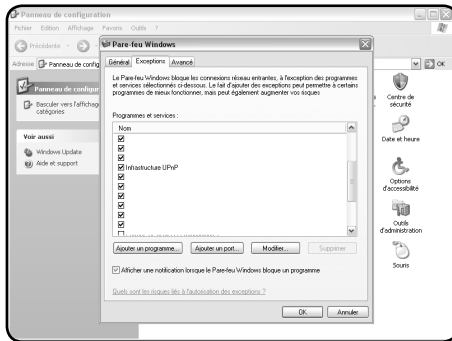 Panneau de configuration
Fichier Edition Affichage Favoris Outils ?
Précédente
Adresse Panneau de config
OK
Panneau de configur
Basculer vers l'affichag
catégories
Voir aussi
Windows Update
Aide et support
Pare-feu Windows
Général Exceptions Avancé
Le Pare-feu Windows bloque les connexions réseau entrantes, à l'exception des programmes
et services sélectionnés ci-dessous. Le fait d'ajouter des exceptions peut permettre à certains
programmes de mieux fonctionner, mais peut également augmenter vos risques
Programmes et services :
Nom
Infrastructure UPnP
Ajouter un programme... Ajouter un port... Modifier... Supprimer
Afficher une notification lorsque le Pare-feu Windows bloque un programme
Quels sont les risques liés à l'autorisation des exceptions ?
OK Annuler
Centre de
sécurité
Date et heure
Options
d'accessibilité
Outils
d'administration
Souris